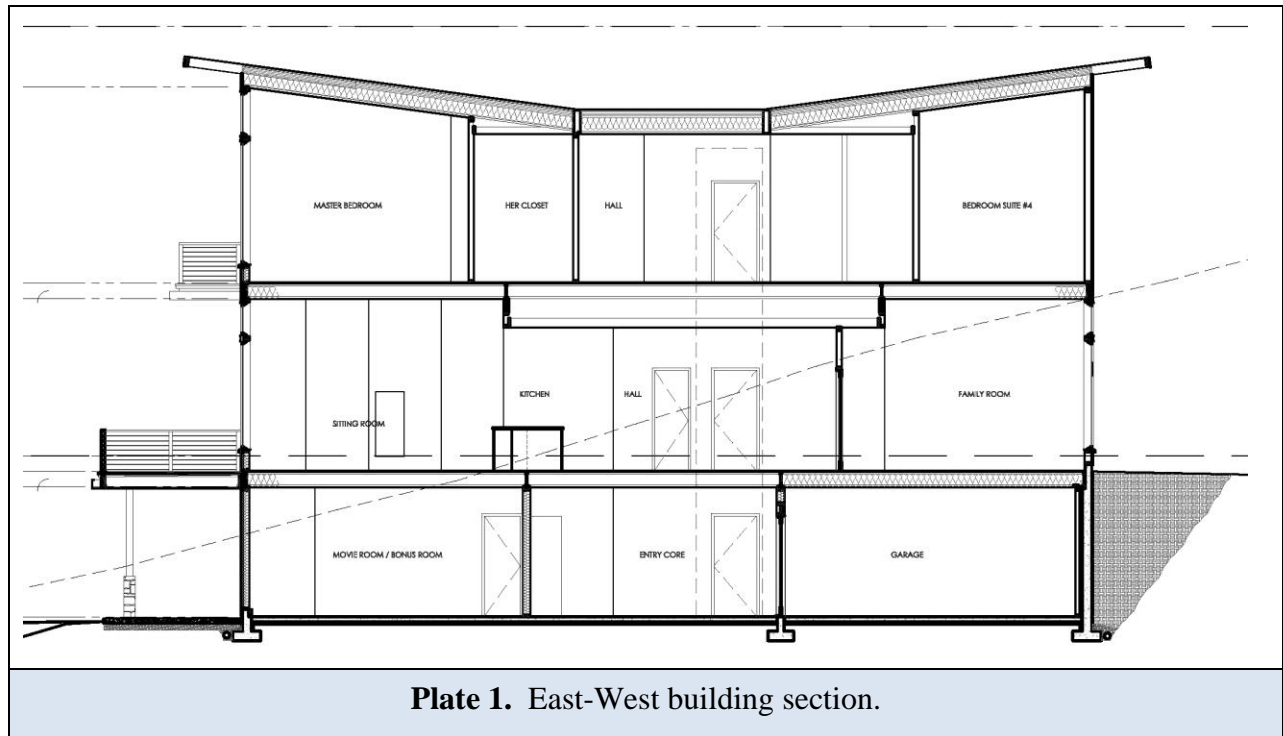 MASTER BEDROOM
HER CLOSET
HALL
BEDROOM SUITE #4
KITCHEN
HALL
FAMILY ROOM
SITTING ROOM
MOVIE ROOM / BONUS ROOM
ENTRY CORE
GARAGE
Plate 1. East-West building section.